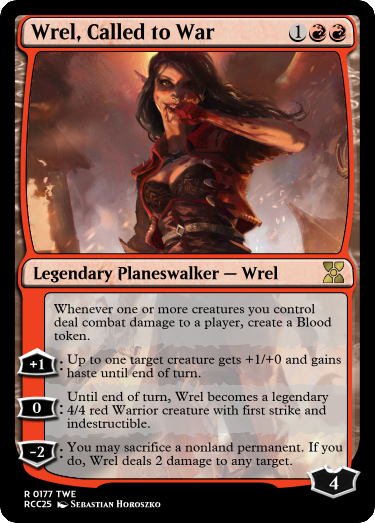 Wrel, Called to War 1
Legendary Planeswalker — Wrel
Whenever one or more creatures you control
deal combat damage to a player, create a Blood
token.
+1: Up to one target creature gets +1/+0 and gains
haste until end of turn.
0: Until end of turn, Wrel becomes a legendary
4/4 red Warrior creature with first strike and
indestructible.
-2: You may sacrifice a nonland permanent. If you
do, Wrel deals 2 damage to any target.
4
R 0177 TWE
RCC25 Sebastian Horoszko